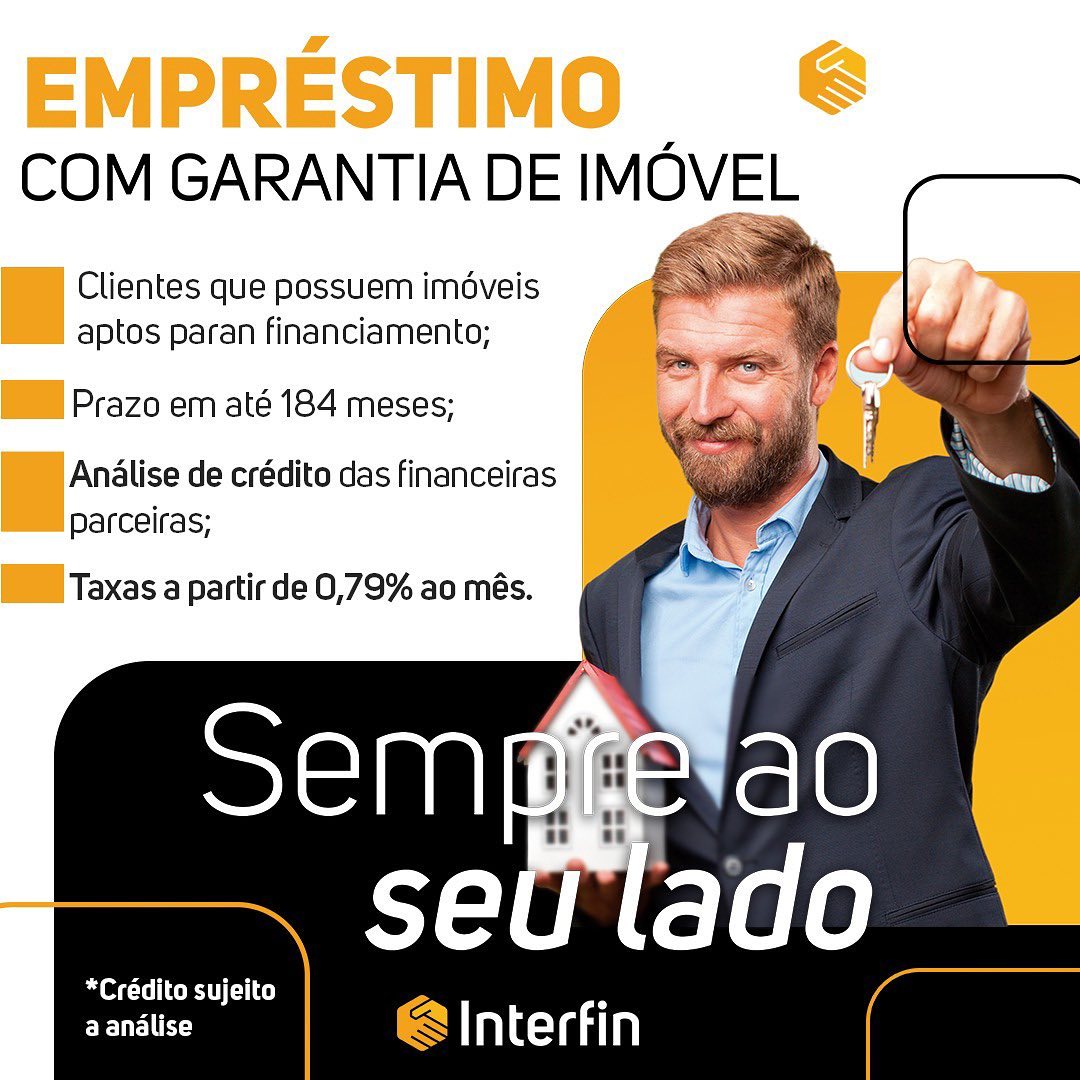 EMPRÉSTIMO
COM GARANTIA DE IMÓVEL
Clientes que possuem imóveis
aptos paran financiamento;
Prazo em até 184 meses;
Análise de crédito das financeiras
parceiras;
Taxas a partir de 0,79% ao mês.
Sempre ao
seu lado
*Crédito sujeito
a análise
Interfin